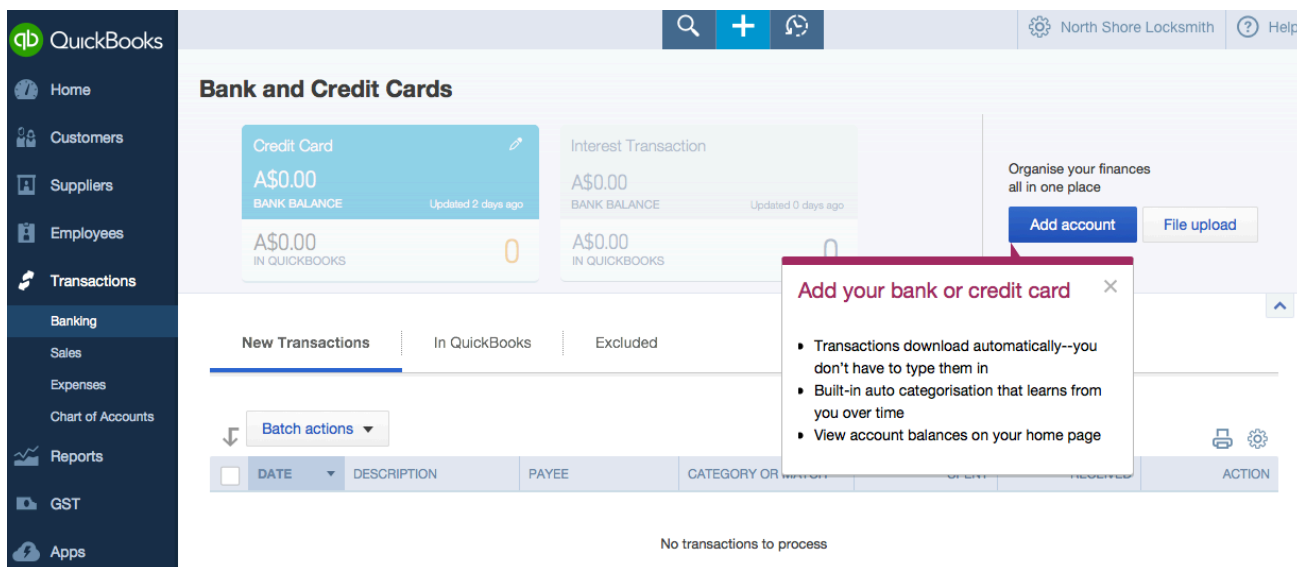 qb QuickBooks
North Shore Locksmith
Help
Home
Customers
Suppliers
Employees
Transactions
Banking
Sales
Expenses
Chart of Accounts
Reports
GST
Apps
Bank and Credit Cards
Credit Card
A$0.00
BANK BALANCE Updated 2 days ago
A$0.00
IN QUICKBOOKS 0
Interest Transaction
A$0.00
BANK BALANCE Updated 0 days ago
A$0.00
IN QUICKBOOKS 0
Organise your finances
all in one place
Add account File upload
Add your bank or credit card
• Transactions download automatically--you
don't have to type them in
• Built-in auto categorisation that learns from
you over time
• View account balances on your home page
New Transactions In QuickBooks Excluded
Batch actions
DATE DESCRIPTION PAYEE CATEGORY OR MATCH SPENT RECEIVED ACTION
No transactions to process